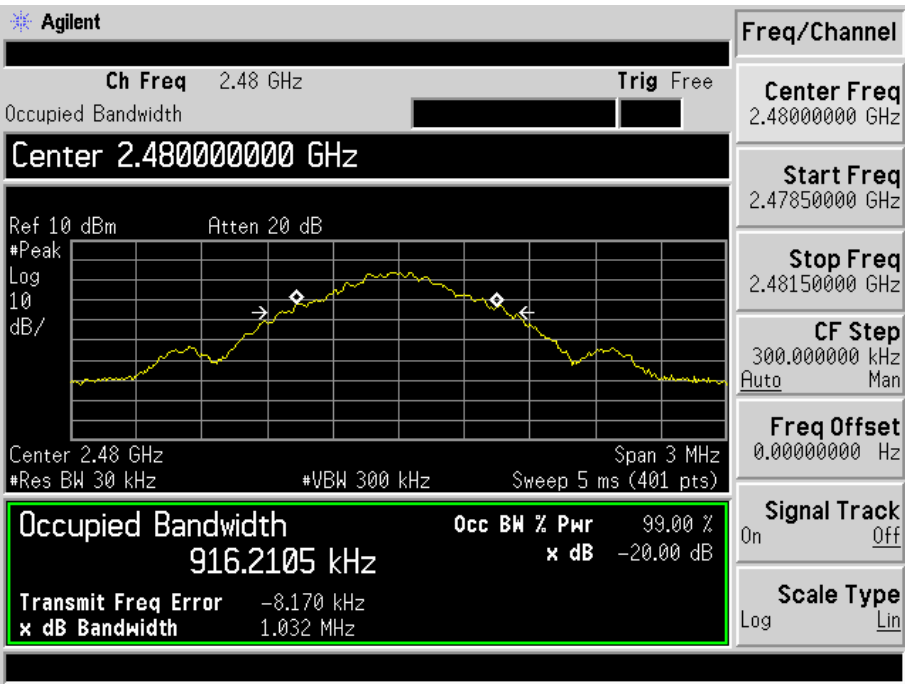 Agilent
Freq/Channel
Ch Freq 2.48 GHz Trig Free
Occupied Bandwidth
Center 2.480000000 GHz
Ref 10 dBm Atten 20 dB
#Peak
Log
10
dB/
Center 2.48 GHz Span 3 MHz
#Res BW 30 kHz #VBW 300 kHz Sweep 5 ms (401 pts)
Occupied Bandwidth Occ BW % Pwr 99.00 %
916.2105 kHz x dB -20.00 dB
Transmit Freq Error -8.170 kHz
x dB Bandwidth 1.032 MHz
Center Freq
2.48000000 GHz
Start Freq
2.47850000 GHz
Stop Freq
2.48150000 GHz
CF Step
300.000000 kHz
Auto Man
Freq Offset
0.00000000 Hz
Signal Track
On Off
Scale Type
Log Lin